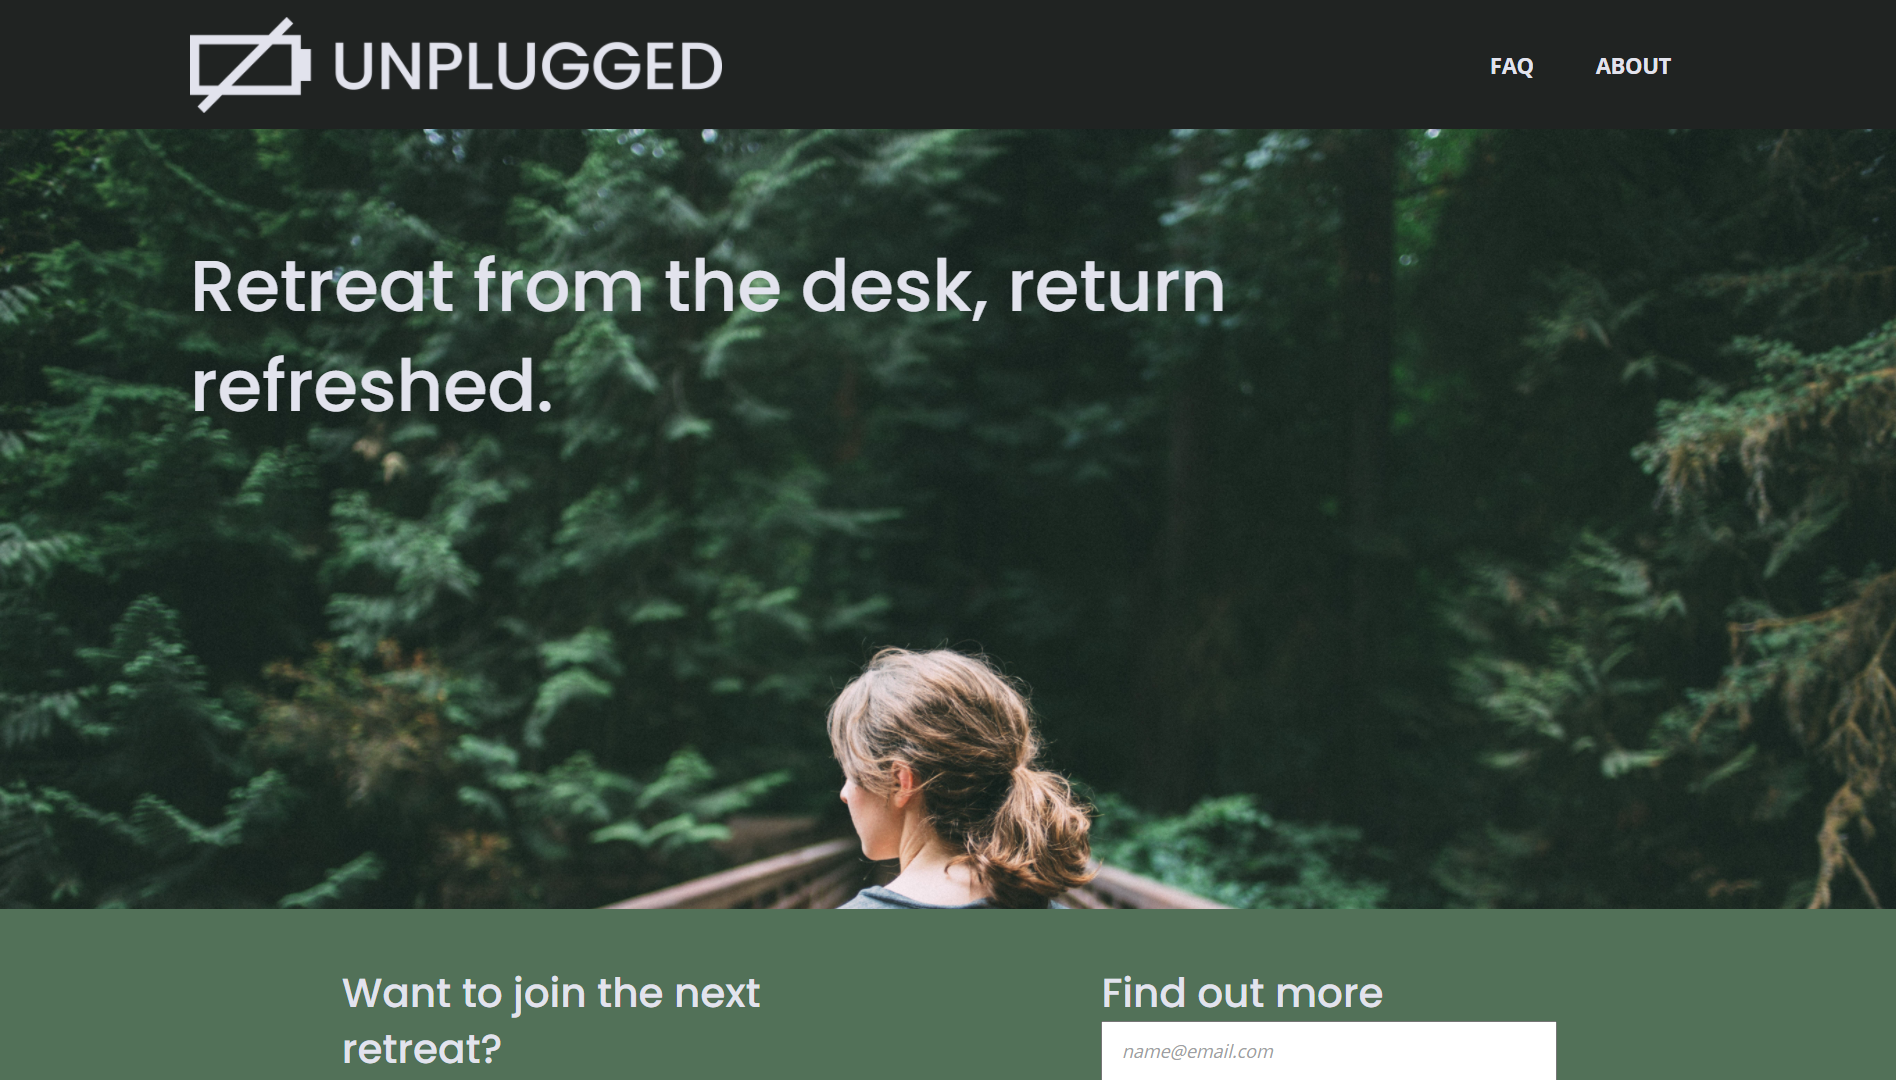 UNPLUGGED
FAQ
ABOUT
Retreat from the desk, return
refreshed.
Want to join the next
retreat?
Find out more
name@email.com